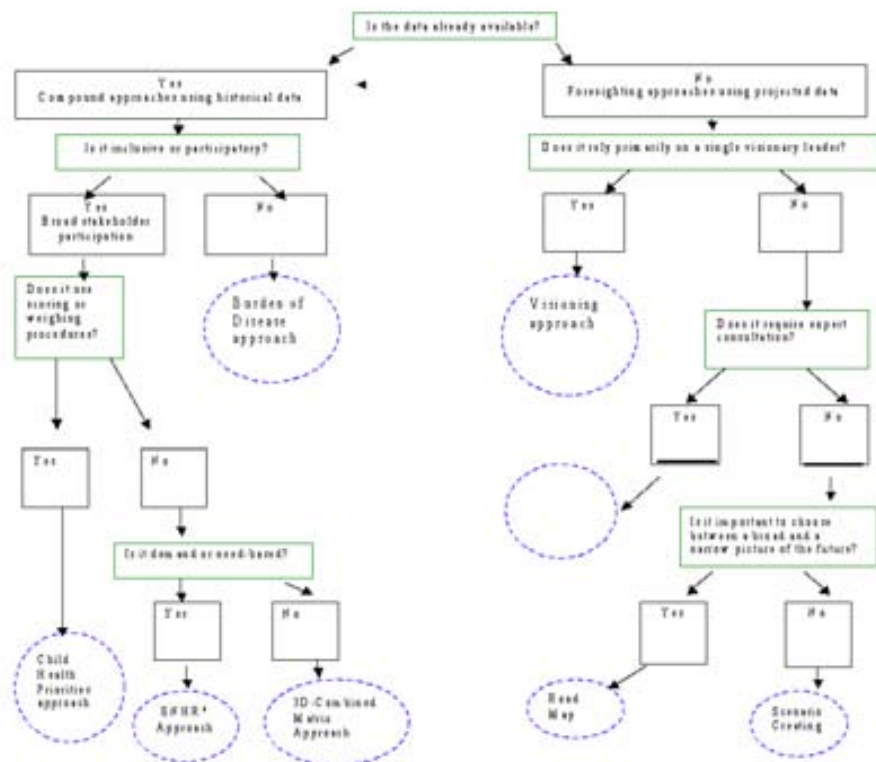 Is the data already available?
Yes
Compound approaches using historical data
No
Foresighting approaches using projected data
Is it inclusive or participatory?
Does it rely primarily on a single visionary leader?
Yes
Broad stakeholder
participation
No
Yes
No
Does it use
scoring or
weighing
procedures?
Burden of
Disease
approach
Visioning
approach
Does it require expert
consultation?
Yes
No
Yes
No
Is it demand or need-based?
Is it important to choose
between a broad and a
narrow picture of the future?
Yes
No
Yes
No
Child
Health
Priorities
approach
ENHR*
Approach
3D-Combined
Matrix
Approach
Road
Map
Scenario
Creating